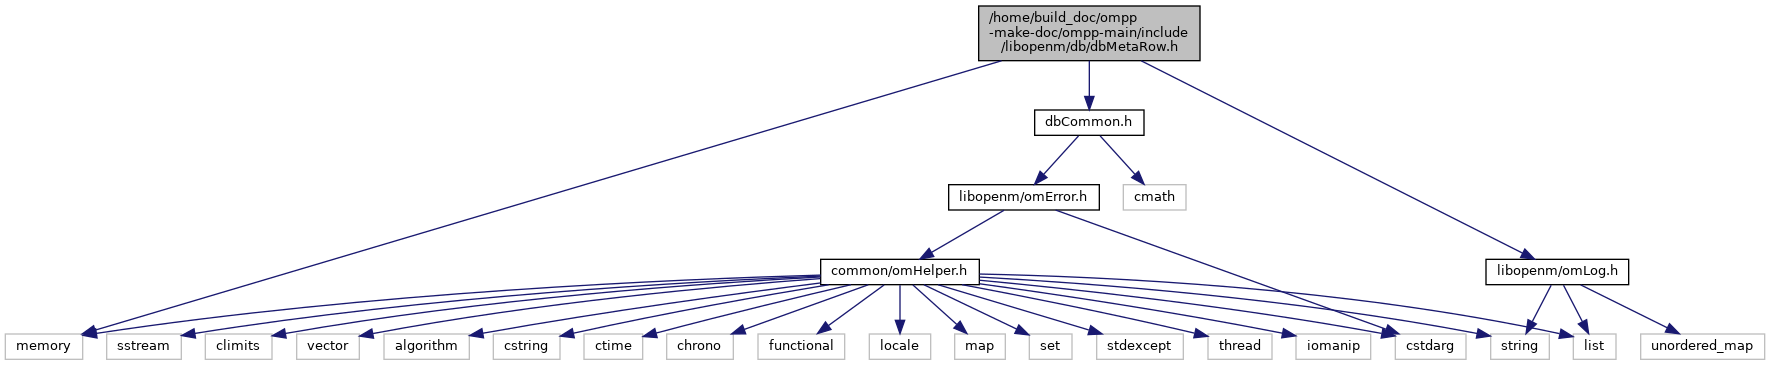 /home/build_doc/ompp
-make-doc/ompp-main/include
/libopenm/db/dbMetaRow.h
dbCommon.h
libopenm/omError.h
cmath
common/omHelper.h
libopenm/omLog.h
memory
sstream
climits
vector
algorithm
cstring
ctime
chrono
functional
locale
map
set
stdexcept
thread
iomanip
cstdarg
string
list
unordered_map